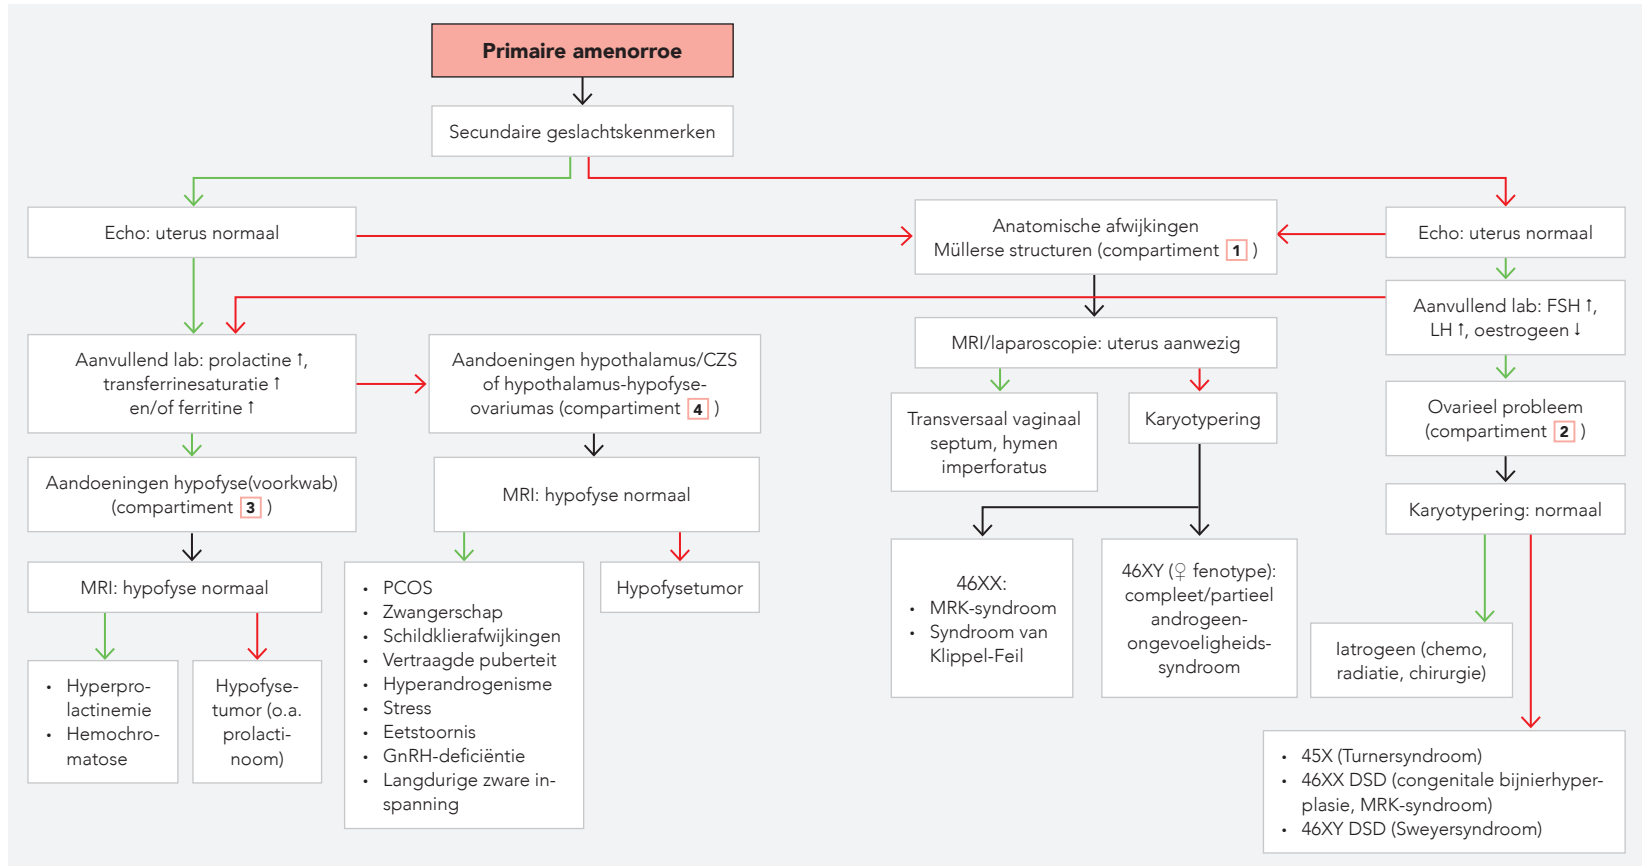 Primaire amenorroe
Secundaire geslachtskenmerken
Echo: uterus normaal
Anatomische afwijkingen
Müllerse structuren (compartiment 1 )
Echo: uterus normaal
Aanvullend lab: FSH ↑,
LH ↑, oestrogeen ↓
Aanvullend lab: prolactine ↑,
transferrinesaturatie ↑
en/of ferritine ↑
Aandoeningen hypothalamus/CZS
of hypothalamus-hypofyse-
ovariumas (compartiment 4 )
MRI/laparoscopie: uterus aanwezig
Transversaal vaginaal
septum, hymen
imperforatus
Karyotypering
Ovarieel probleem
(compartiment 2 )
Aandoeningen hypofyse(voorkwab)
(compartiment 3 )
MRI: hypofyse normaal
Karyotypering: normaal
MRI: hypofyse normaal
• PCOS
• Zwangerschap
• Schildklierafwijkingen
• Vertraagde puberteit
• Hyperandrogenisme
• Stress
• Eetstoornis
• GnRH-deficiëntie
• Langdurige zware in-
spanning
Hypofysetumor
46XX:
• MRK-syndroom
• Syndroom van
Klippel-Feil
46XY (♀ fenotype):
compleet/partieel
androgeen-
ongevoeligheids-
syndroom
Iatrogeen (chemo,
radiatie, chirurgie)
• Hyperpro-
lactinemie
• Hemochro-
matose
Hypofyse-
tumor (o.a.
prolacti-
noom)
• 45X (Turnersyndroom)
• 46XX DSD (congenitale bijnierhyper-
plasie, MRK-syndroom)
• 46XY DSD (Sweyersyndroom)